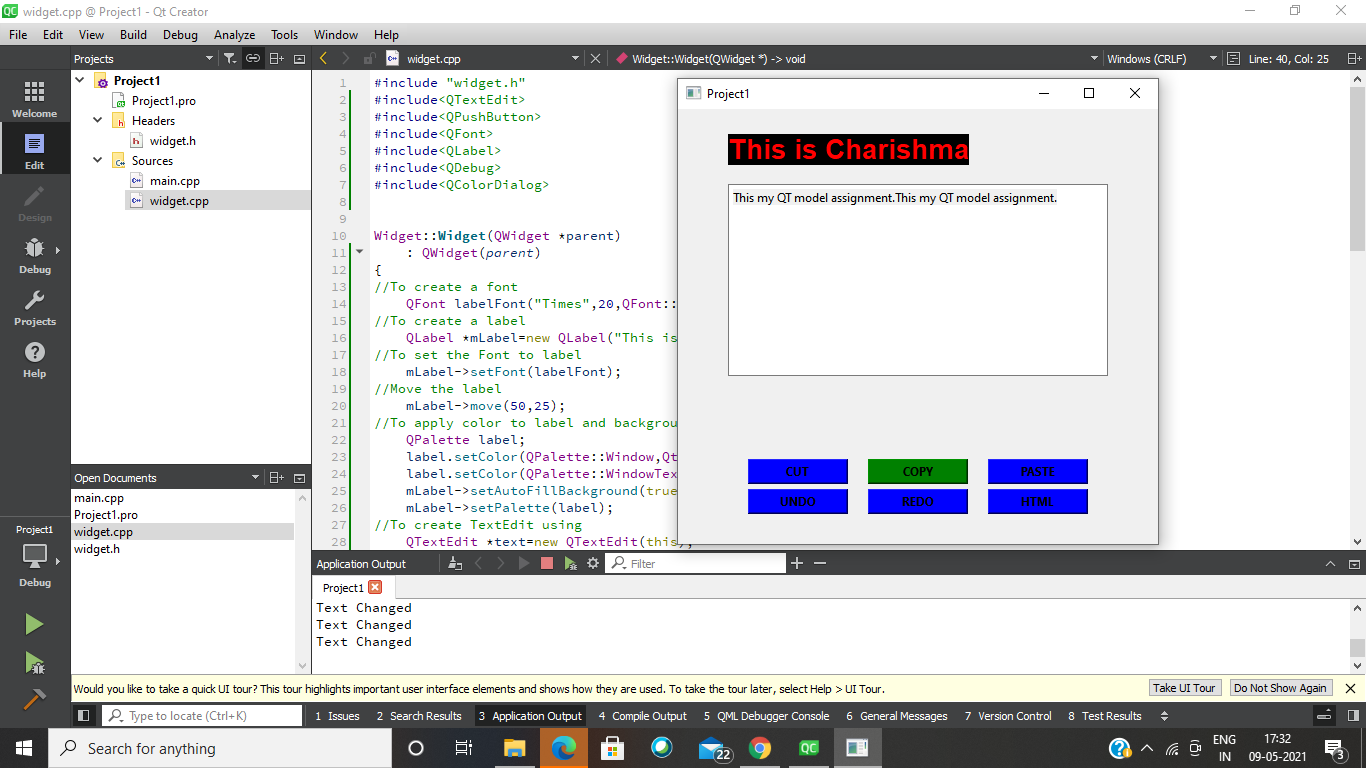 widget.cpp @ Project1 - Qt Creator
File Edit View Build Debug Analyze Tools Window Help
Projects
widget.cpp
Widget::Widget(QWidget *) -> void
Windows (CRLF)
Line: 40, Col: 25
Welcome
Edit
Design
Debug
Projects
Help
Project1
Debug
Project1
Project1.pro
Headers
widget.h
Sources
main.cpp
widget.cpp
Open Documents
main.cpp
Project1.pro
widget.cpp
widget.h
1 #include "widget.h"
2 #include<QTextEdit>
3 #include<QPushButton>
4 #include<QFont>
5 #include<QLabel>
6 #include<QDebug>
7 #include<QColorDialog>
8
9
10 Widget::Widget(QWidget *parent)
11 : QWidget(parent)
12 {
13 //To create a font
14 QFont labelFont("Times",20,QFont::
15 //To create a label
16 QLabel *mLabel=new QLabel("This is
17 //To set the Font to label
18 mLabel->setFont(labelFont);
19 //Move the label
20 mLabel->move(50,25);
21 //To apply color to label and backgrou
22 QPalette label;
23 label.setColor(QPalette::Window,Qt
24 label.setColor(QPalette::WindowTex
25 mLabel->setAutoFillBackground(true
26 mLabel->setPalette(label);
27 //To create TextEdit using
28 QTextEdit *text=new QTextEdit(this);
Project1
This is Charishma
This my QT model assignment.This my QT model assignment.
CUT COPY PASTE
UNDO REDO HTML
Application Output
Filter
Project1
Text Changed
Text Changed
Text Changed
Would you like to take a quick UI tour? This tour highlights important user interface elements and shows how they are used. To take the tour later, select Help > UI Tour.
Take UI Tour
Do Not Show Again
Type to locate (Ctrl+K)
1 Issues 2 Search Results 3 Application Output 4 Compile Output 5 QML Debugger Console 6 General Messages 7 Version Control 8 Test Results
Search for anything
22
QC
ENG
IN
17:32
09-05-2021
3